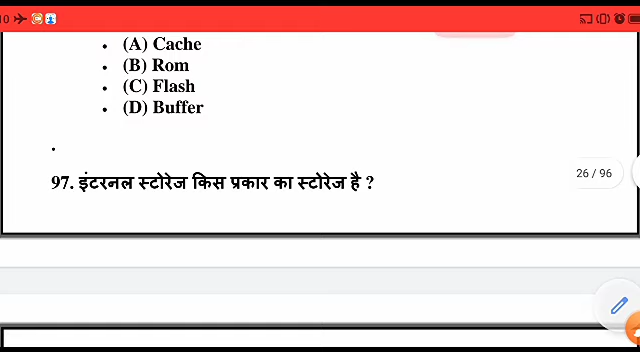 (A) Cache
(B) Rom
(C) Flash
(D) Buffer
97. इंटरनल स्टोरेज किस प्रकार का स्टोरेज है ?
26 / 96